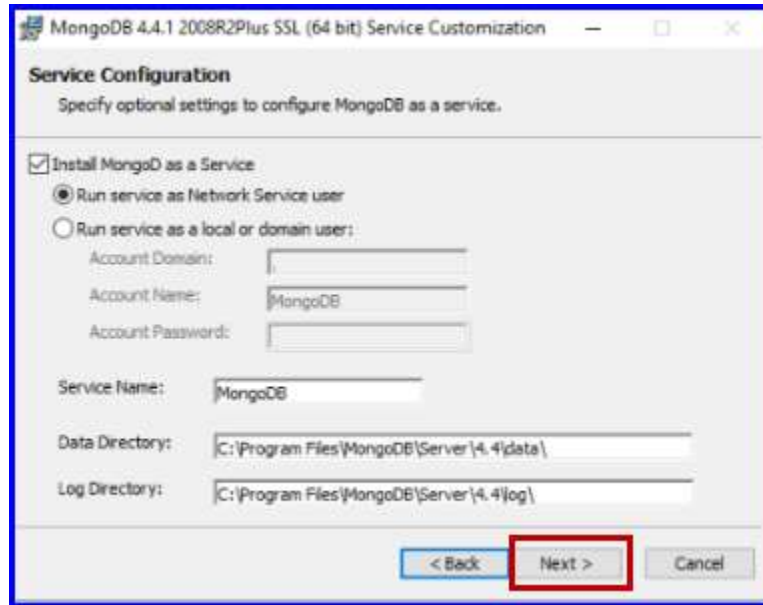 MongoDB 4.4.1 2008R2Plus SSL (64 bit) Service Customization
Service Configuration
Specify optional settings to configure MongoDB as a service.
Install MongoD as a Service
Run service as Network Service user
Run service as a local or domain user:
Account Domain: .
Account Name: MongoDB
Account Password:
Service Name: MongoDB
Data Directory: C:\Program Files\MongoDB\Server\4.4\data\
Log Directory: C:\Program Files\MongoDB\Server\4.4\log\
< Back Next > Cancel